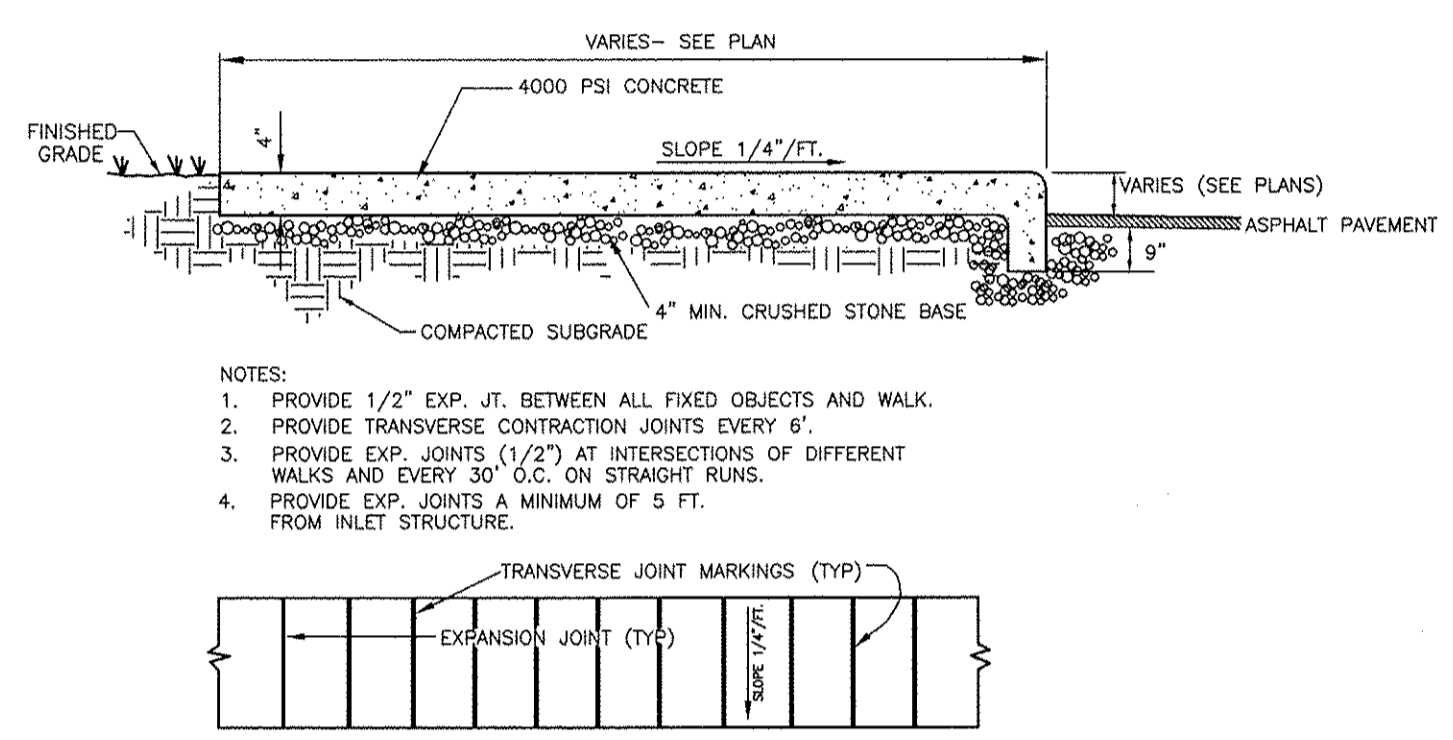 VARIES- SEE PLAN
4000 PSI CONCRETE
FINISHED
GRADE
4"
SLOPE 1/4"/FT.
VARIES (SEE PLANS)
ASPHALT PAVEMENT
9"
4" MIN. CRUSHED STONE BASE
COMPACTED SUBGRADE
NOTES:
1. PROVIDE 1/2" EXP. JT. BETWEEN ALL FIXED OBJECTS AND WALK.
2. PROVIDE TRANSVERSE CONTRACTION JOINTS EVERY 6'.
3. PROVIDE EXP. JOINTS (1/2") AT INTERSECTIONS OF DIFFERENT
WALKS AND EVERY 30' O.C. ON STRAIGHT RUNS.
4. PROVIDE EXP. JOINTS A MINIMUM OF 5 FT.
FROM INLET STRUCTURE.
TRANSVERSE JOINT MARKINGS (TYP)
EXPANSION JOINT (TYP)
SLOPE 1/4"/FT.